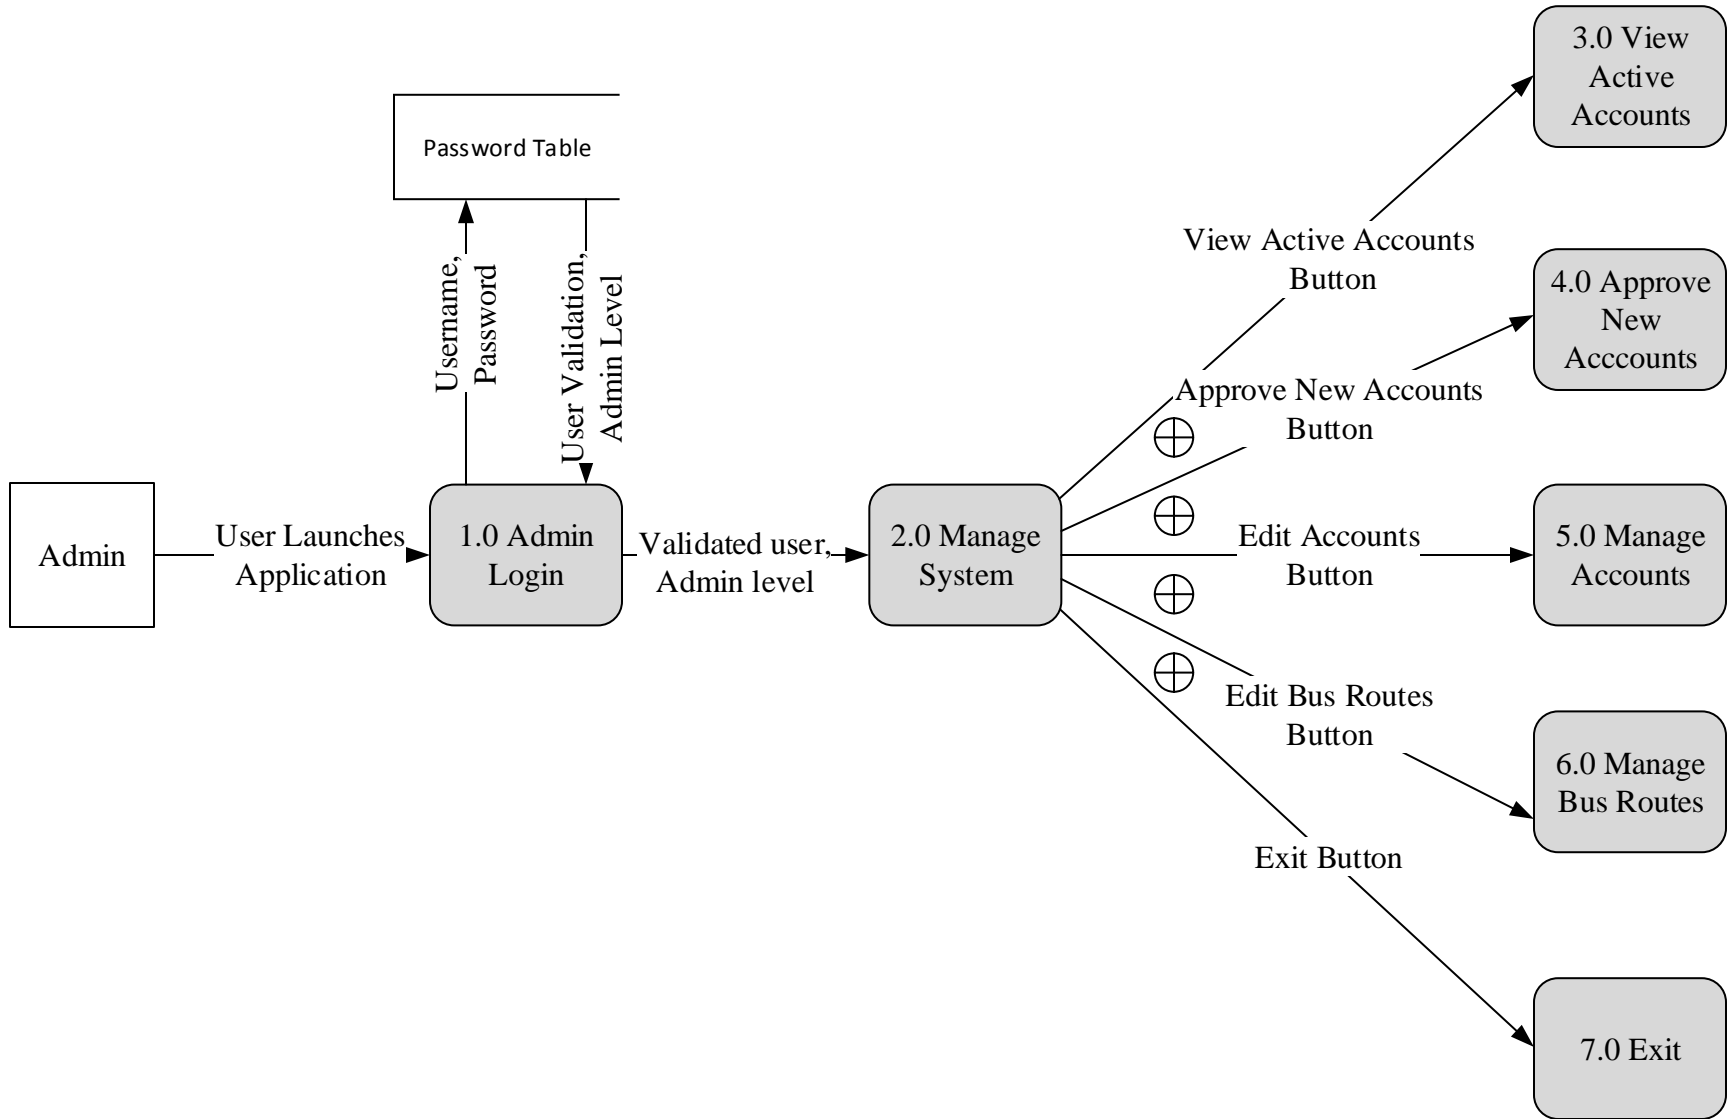 3.0 View
Active
Accounts
Password Table
Username,
Password
User Validation,
Admin Level
View Active Accounts
Button
4.0 Approve
New
Acccounts
Approve New Accounts
Button
Admin
User Launches
Application
1.0 Admin
Login
Validated user,
Admin level
2.0 Manage
System
Edit Accounts
Button
5.0 Manage
Accounts
Edit Bus Routes
Button
6.0 Manage
Bus Routes
Exit Button
7.0 Exit